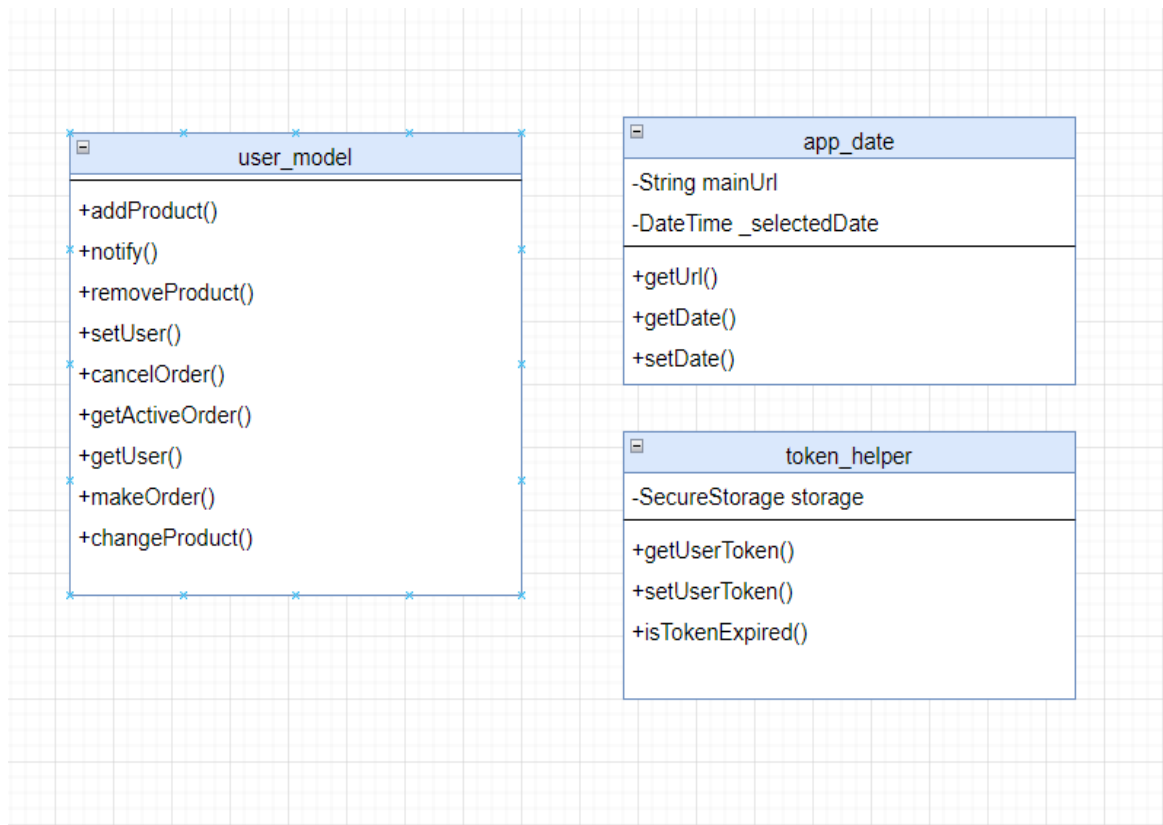 user_model
+addProduct()
+notify()
+removeProduct()
+setUser()
+cancelOrder()
+getActiveOrder()
+getUser()
+makeOrder()
+changeProduct()
app_date
-String mainUrl
-DateTime _selectedDate
+getUrl()
+getDate()
+setDate()
token_helper
-SecureStorage storage
+getUserToken()
+setUserToken()
+isTokenExpired()